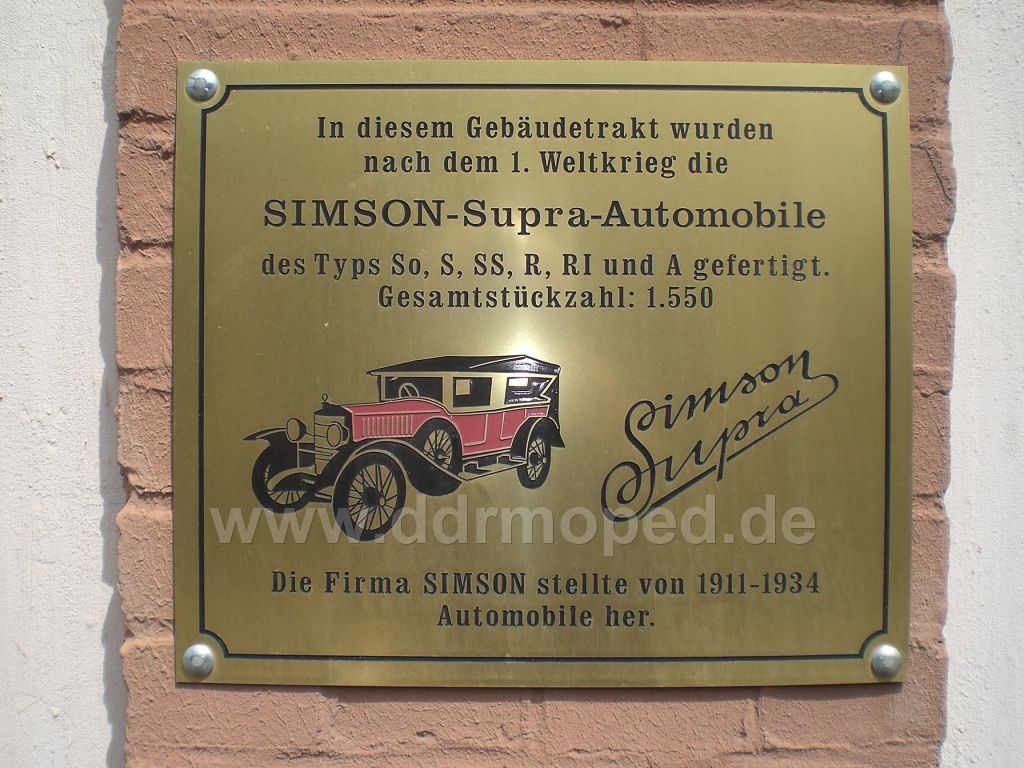 In diesem Gebäudetrakt wurden
nach dem 1. Weltkrieg die
SIMSON-Supra-Automobile
des Typs So, S, SS, R, RI und A gefertigt.
Gesamtstückzahl: 1.550
Simson
Supra
www.ddrmoped.de
Die Firma SIMSON stellte von 1911-1934
Automobile her.